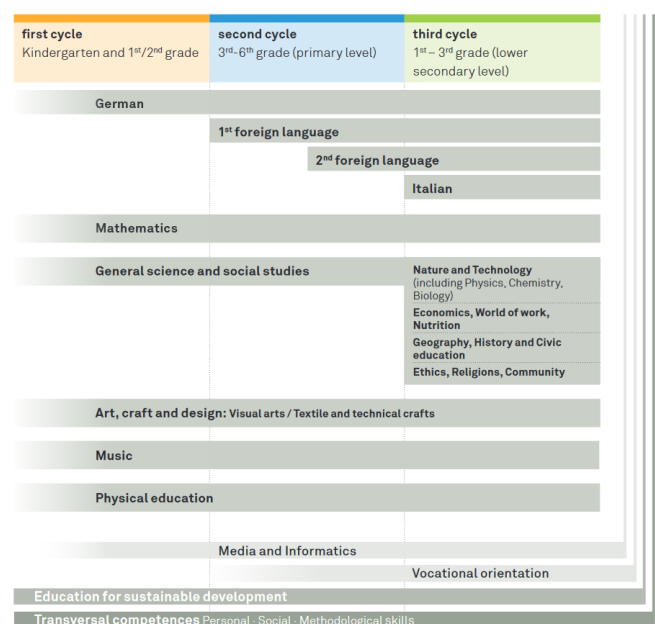 first cycle
Kindergarten and 1st/2nd grade
second cycle
3rd-6th grade (primary level)
third cycle
1st – 3rd grade (lower
secondary level)
German
1st foreign language
2nd foreign language
Italian
Mathematics
General science and social studies
Nature and Technology
(including Physics, Chemistry,
Biology)
Economics, World of work,
Nutrition
Geography, History and Civic
education
Ethics, Religions, Community
Art, craft and design: Visual arts / Textile and technical crafts
Music
Physical education
Media and Informatics
Vocational orientation
Education for sustainable development
Transversal competences Personal · Social · Methodological skills